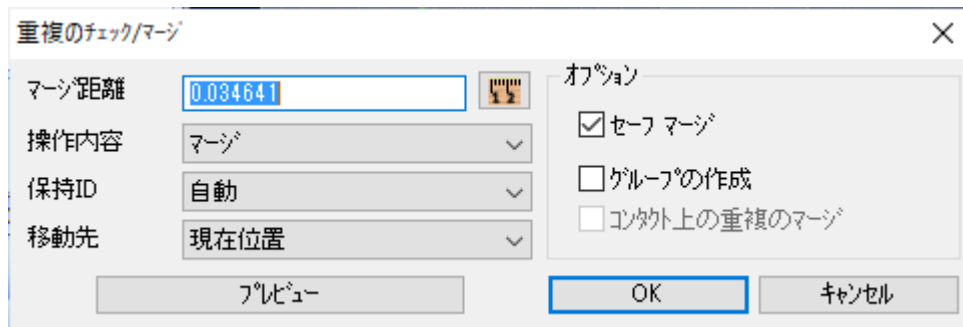 重複のﾁｪｯｸ/ﾏｰｼﾞ
ﾏｰｼﾞ距離 0.034641
操作内容 ﾏｰｼﾞ
保持ID 自動
移動先 現在位置
ﾌﾟﾚﾋﾞｭｰ
ｵﾌﾟｼｮﾝ
ｾｰﾌ ﾏｰｼﾞ
ｸﾞﾙｰﾌﾟの作成
ｺﾝﾀｸﾄ上の重複のﾏｰｼﾞ
OK ｷｬﾝｾﾙ